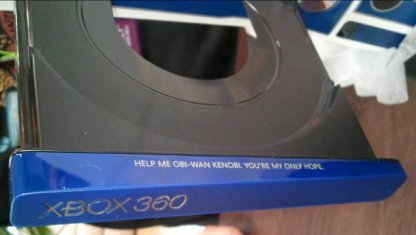 HELP ME OBI-WAN KENOBI. YOU'RE MY ONLY HOPE.
XBOX 360